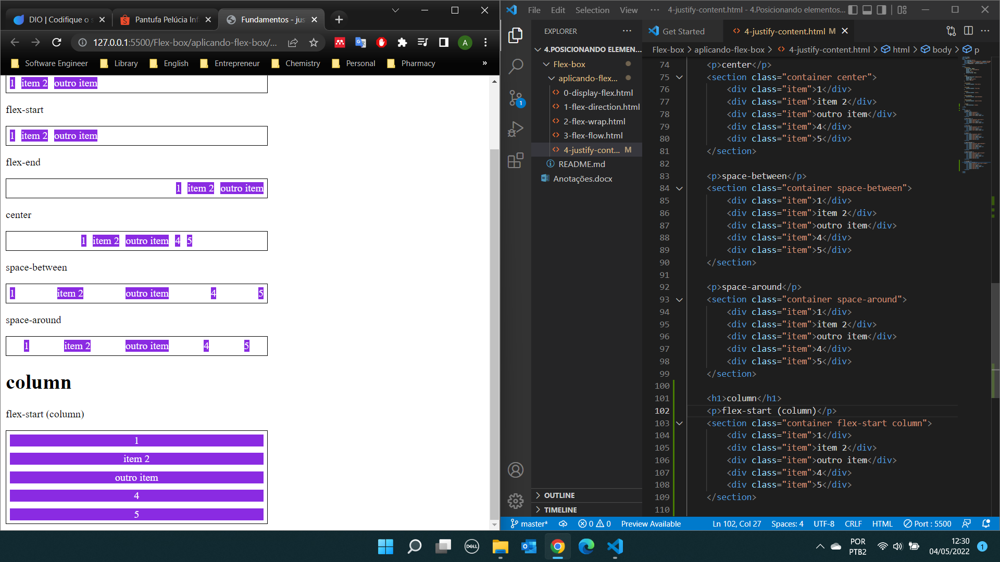 DIO | Codifique o s
Pantufa Pelúcia Infa
Fundamentos - jus
127.0.0.1:5500/Flex-box/aplicando-flex-box/...
A
Software Engineer
Library
English
Entrepreneur
Chemistry
Personal
Pharmacy
»
1 item 2 outro item
flex-start
1 item 2 outro item
flex-end
1 item 2 outro item
center
1 item 2 outro item 4 5
space-between
1 item 2 outro item 4 5
space-around
1 item 2 outro item 4 5
column
flex-start (column)
1
item 2
outro item
4
5
File Edit Selection View ··· 4-justify-content.html - 4.Posicionando elementos...
EXPLORER
4.POSICIONANDO ELEMEN...
Flex-box
aplicando-flex...
0-display-flex.html
1-flex-direction.html
2-flex-wrap.html
3-flex-flow.html
4-justify-cont... M
README.md
Anotações.docx
OUTLINE
TIMELINE
1
Get Started
4-justify-content.html M
Flex-box > aplicando-flex-box > 4-justify-content.html > html > body > p
74 <p>center</p>
75 <section class="container center">
76 <div class="item">1</div>
77 <div class="item">item 2</div>
78 <div class="item">outro item</div>
79 <div class="item">4</div>
80 <div class="item">5</div>
81 </section>
82
83 <p>space-between</p>
84 <section class="container space-between">
85 <div class="item">1</div>
86 <div class="item">item 2</div>
87 <div class="item">outro item</div>
88 <div class="item">4</div>
89 <div class="item">5</div>
90 </section>
91
92 <p>space-around</p>
93 <section class="container space-around">
94 <div class="item">1</div>
95 <div class="item">item 2</div>
96 <div class="item">outro item</div>
97 <div class="item">4</div>
98 <div class="item">5</div>
99 </section>
100
101 <h1>column</h1>
102 <p>flex-start (column)</p>
103 <section class="container flex-start column">
104 <div class="item">1</div>
105 <div class="item">item 2</div>
106 <div class="item">outro item</div>
107 <div class="item">4</div>
108 <div class="item">5</div>
109 </section>
110
master* 0 0 Preview Available Ln 102, Col 27 Spaces: 4 UTF-8 CRLF HTML Port : 5500
DELL
POR
PTB2
12:30
04/05/2022
1